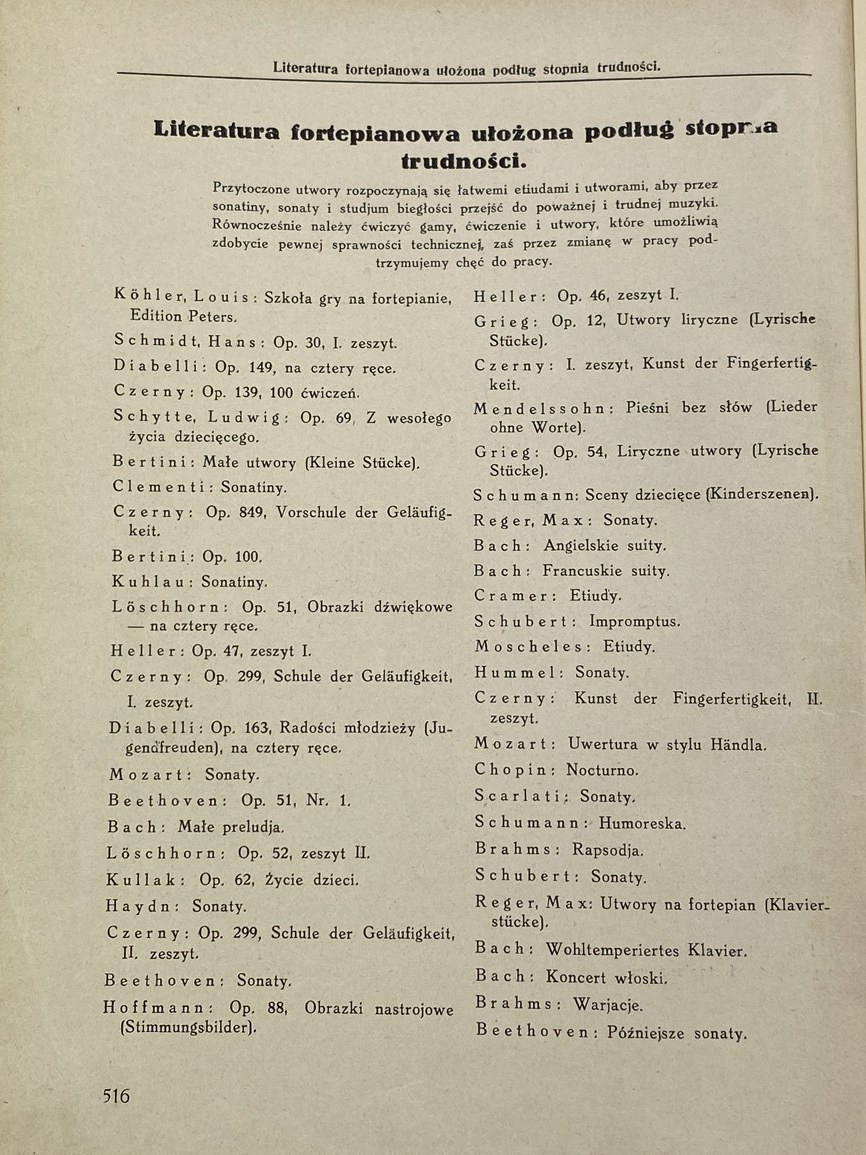 Literatura fortepianowa ułożona podług stopnia trudności.
Literatura fortepianowa ułożona podług stopnia
trudności.
Przytoczone utwory rozpoczynają się łatwemi etiudami i utworami, aby przez
sonatiny, sonaty i studjum biegłości przejść do poważnej i trudnej muzyki.
Równocześnie należy ćwiczyć gamy, ćwiczenie i utwory, które umożliwią
zdobycie pewnej sprawności technicznej, zaś przez zmianę w pracy pod-
trzymujemy chęć do pracy.
Köhler, Louis: Szkoła gry na fortepianie,
Edition Peters.
Schmidt, Hans: Op. 30, I. zeszyt.
Diabelli: Op. 149, na cztery ręce.
Czerny: Op. 139, 100 ćwiczeń.
Schytte, Ludwig: Op. 69, Z wesołego
życia dziecięcego.
Bertini: Małe utwory (Kleine Stücke).
Clementi: Sonatiny.
Czerny: Op. 849, Vorschule der Geläufig-
keit.
Bertini: Op. 100.
Kuhlau: Sonatiny.
Löschhorn: Op. 51, Obrazki dźwiękowe
— na cztery ręce.
Heller: Op. 47, zeszyt I.
Czerny: Op. 299, Schule der Geläufigkeit,
I. zeszyt.
Diabelli: Op. 163, Radości młodzieży (Ju-
gendfreuden), na cztery ręce.
Mozart: Sonaty.
Beethoven: Op. 51, Nr. 1.
Bach: Małe preludja.
Löschhorn: Op. 52, zeszyt II.
Kullak: Op. 62, Życie dzieci.
Haydn: Sonaty.
Czerny: Op. 299, Schule der Geläufigkeit,
II. zeszyt.
Beethoven: Sonaty.
Hoffmann: Op. 88, Obrazki nastrojowe
(Stimmungsbilder).
Heller: Op. 46, zeszyt I.
Grieg: Op. 12, Utwory liryczne (Lyrische
Stücke).
Czerny: I. zeszyt, Kunst der Fingerfertig-
keit.
Mendelssohn: Pieśni bez słów (Lieder
ohne Worte).
Grieg: Op. 54, Liryczne utwory (Lyrische
Stücke).
Schumann: Sceny dziecięce (Kinderszenen).
Reger, Max: Sonaty.
Bach: Angielskie suity.
Bach: Francuskie suity.
Cramer: Etiudy.
Schubert: Impromptus.
Moscheles: Etiudy.
Hummel: Sonaty.
Czerny: Kunst der Fingerfertigkeit, II.
zeszyt.
Mozart: Uwertura w stylu Händla.
Chopin: Nocturno.
Scarlati: Sonaty.
Schumann: Humoreska.
Brahms: Rapsodja.
Schubert: Sonaty.
Reger, Max: Utwory na fortepian (Klavier-
stücke).
Bach: Wohltemperiertes Klavier.
Bach: Koncert włoski.
Brahms: Warjacje.
Beethoven: Późniejsze sonaty.
516